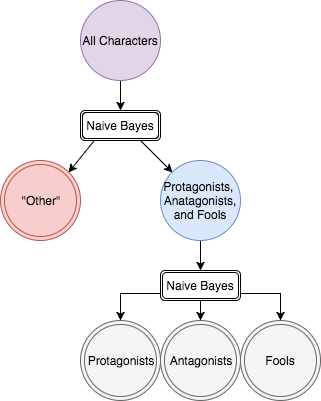 All Characters
Naive Bayes
"Other"
Protagonists,
Anatagonists,
and Fools
Naive Bayes
Protagonists
Antagonists
Fools